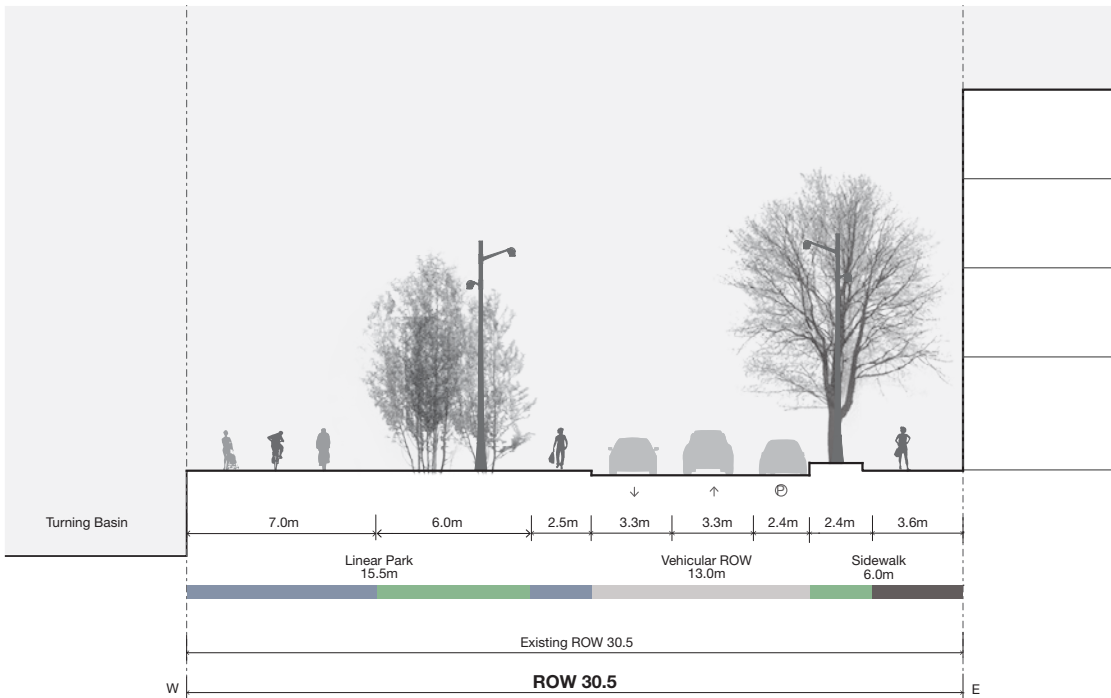 P
Turning Basin
7.0m 6.0m 2.5m 3.3m 3.3m 2.4m 2.4m 3.6m
Linear Park Vehicular ROW Sidewalk
15.5m 13.0m 6.0m
Existing ROW 30.5
W ROW 30.5 E